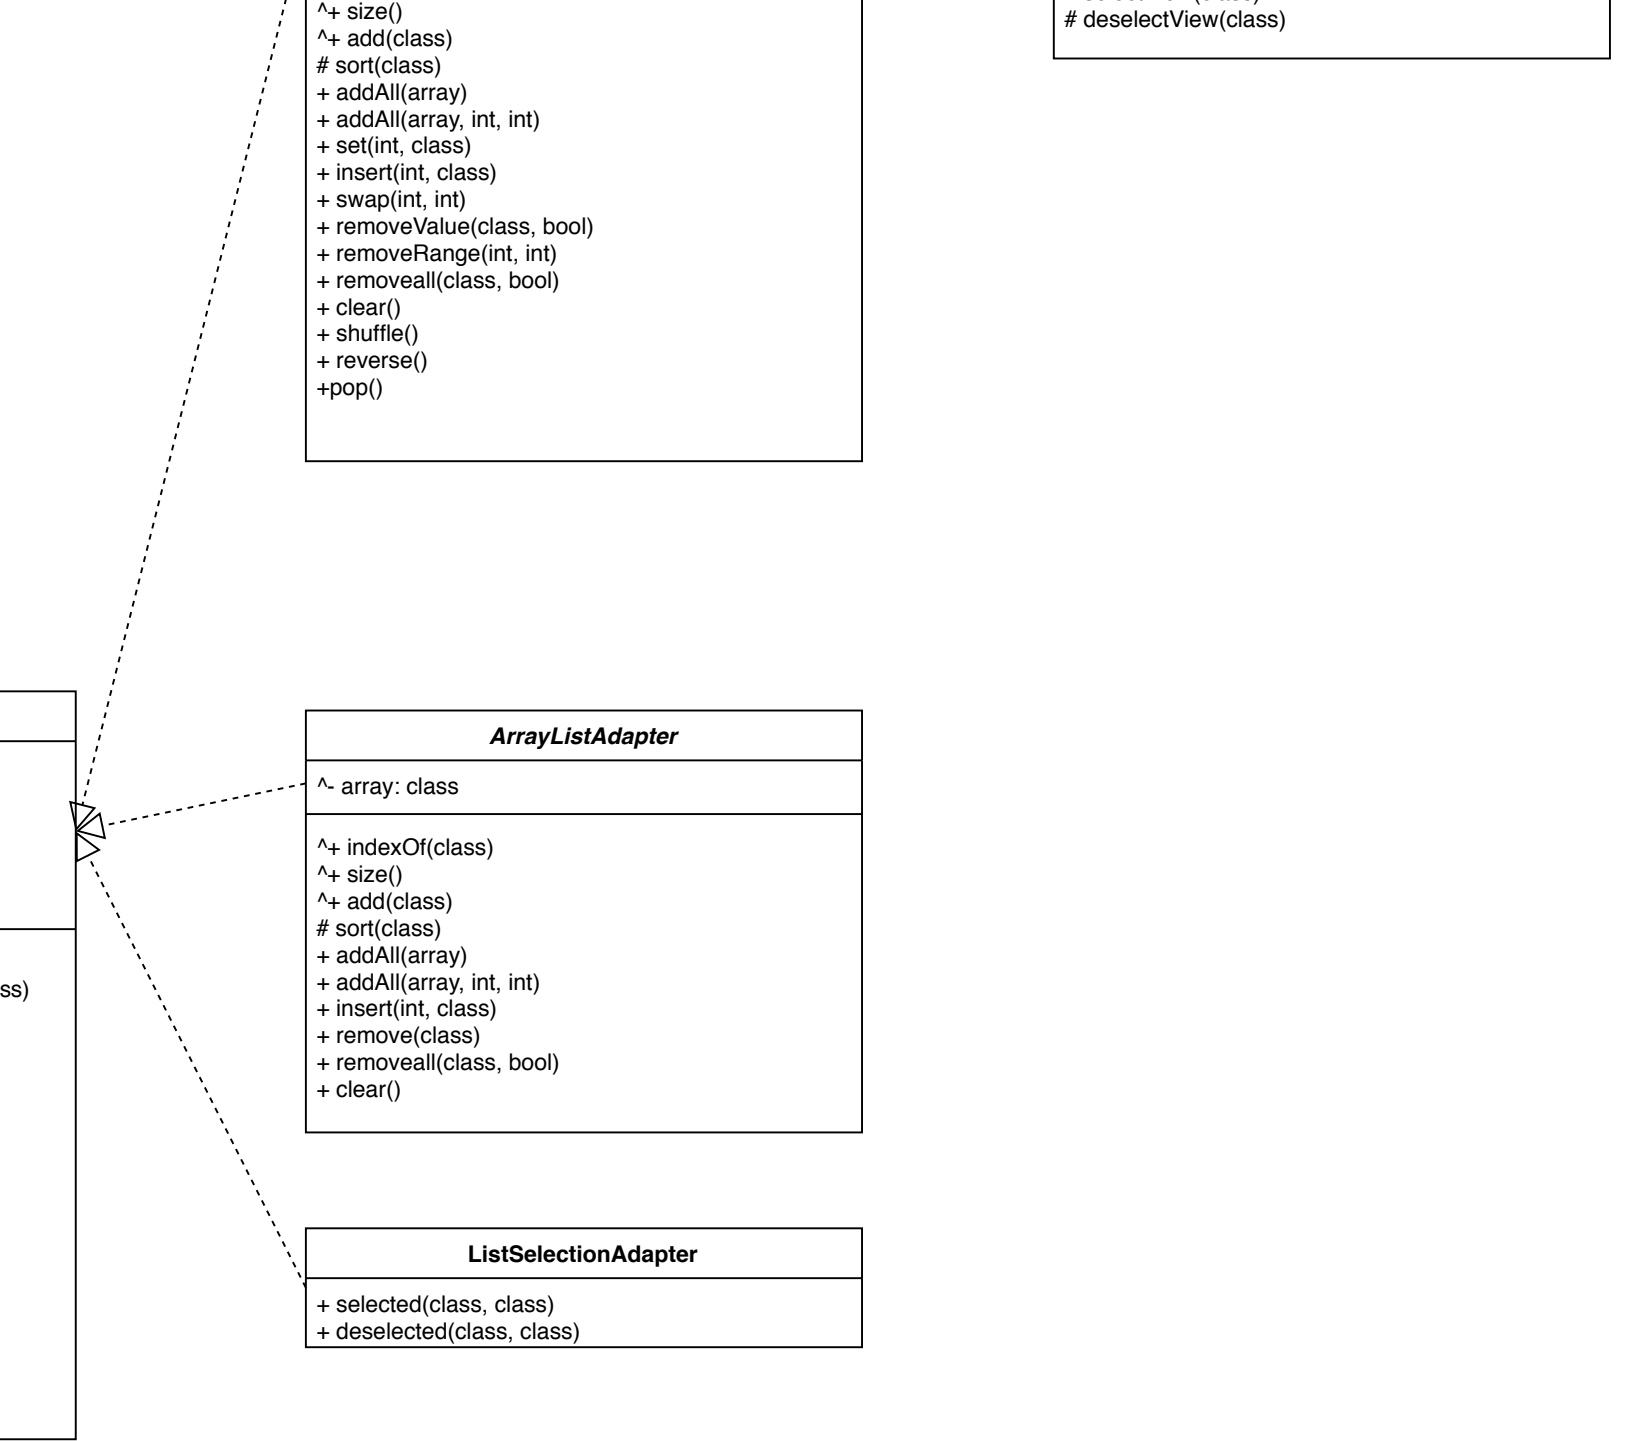 ^+ size()
^+ add(class)
# sort(class)
+ addAll(array)
+ addAll(array, int, int)
+ set(int, class)
+ insert(int, class)
+ swap(int, int)
+ removeValue(class, bool)
+ removeRange(int, int)
+ removeall(class, bool)
+ clear()
+ shuffle()
+ reverse()
+pop()
# deselectView(class)
ss)
ArrayListAdapter
^- array: class
^+ indexOf(class)
^+ size()
^+ add(class)
# sort(class)
+ addAll(array)
+ addAll(array, int, int)
+ insert(int, class)
+ remove(class)
+ removeall(class, bool)
+ clear()
ListSelectionAdapter
+ selected(class, class)
+ deselected(class, class)